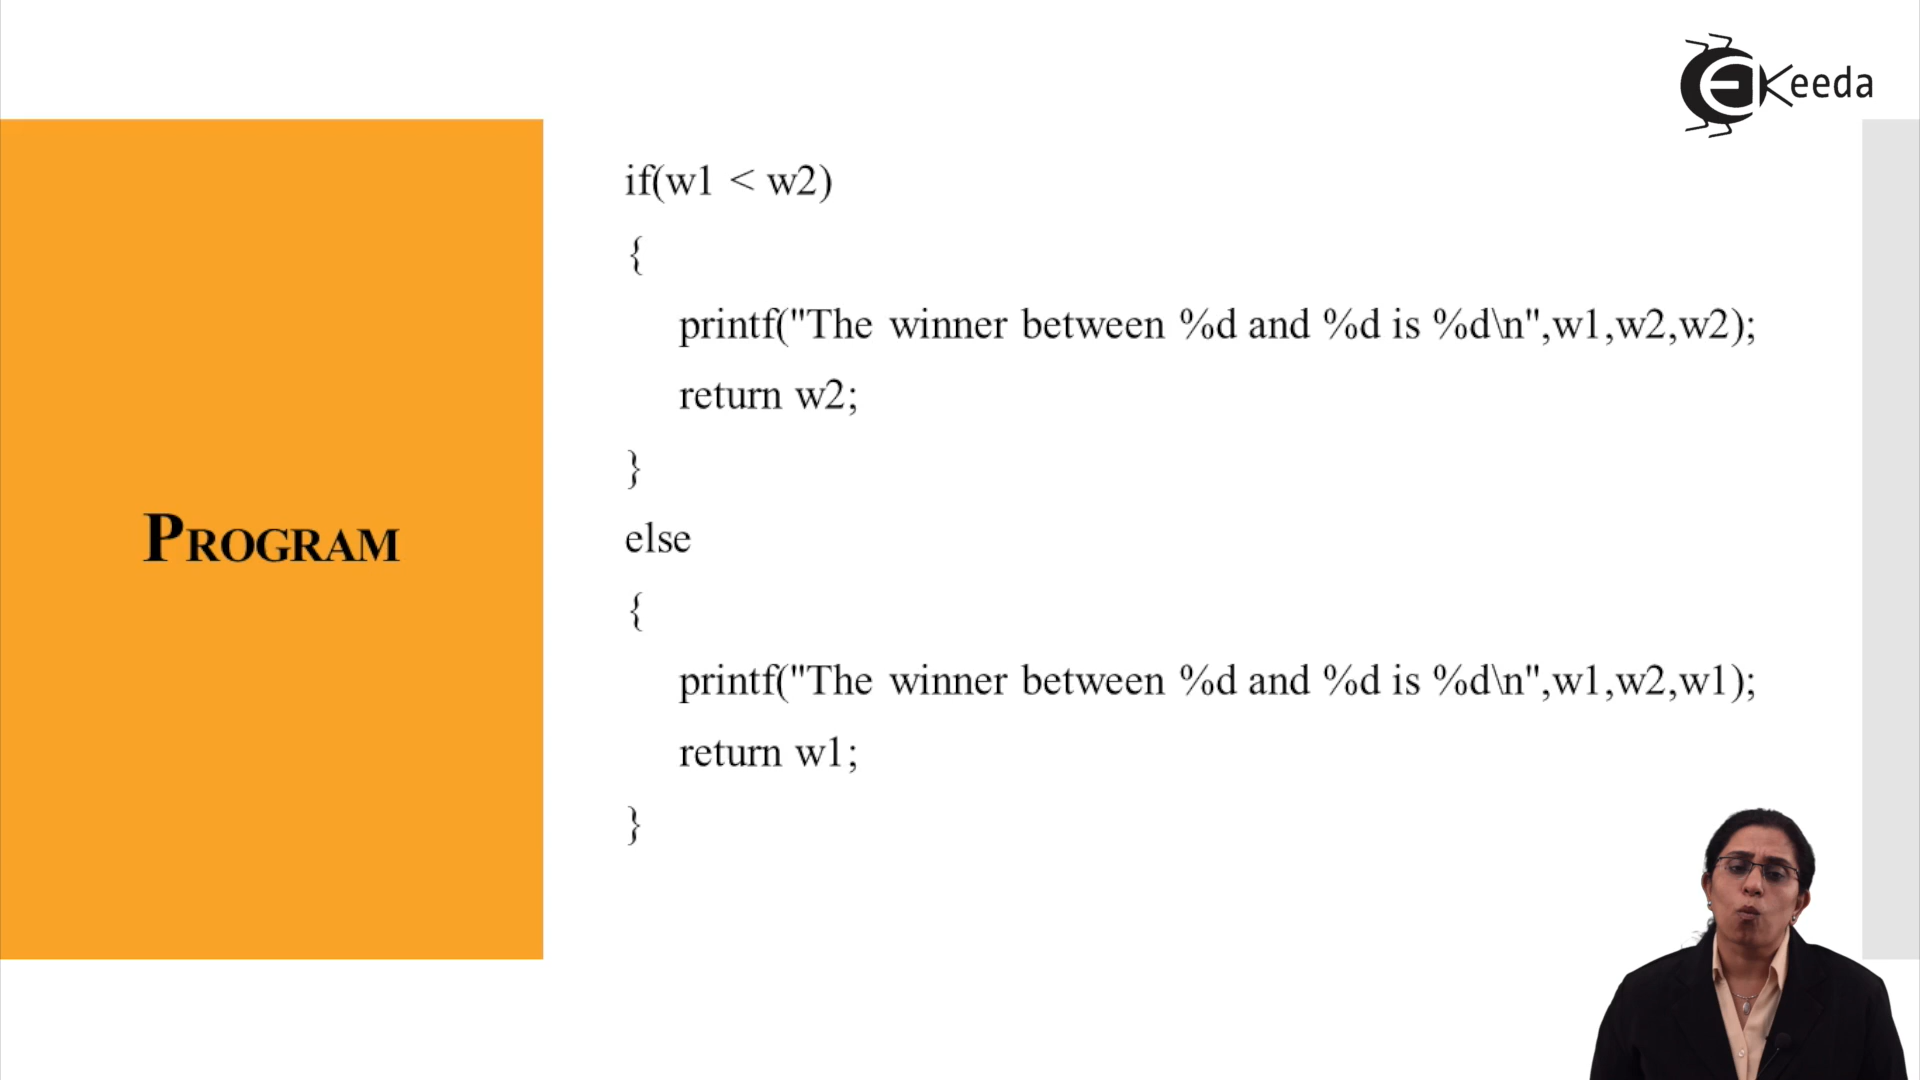 EKeeda
if(w1 < w2)
{
printf("The winner between %d and %d is %d\n",w1,w2,w2);
return w2;
}
PROGRAM
else
{
printf("The winner between %d and %d is %d\n",w1,w2,w1);
return w1;
}